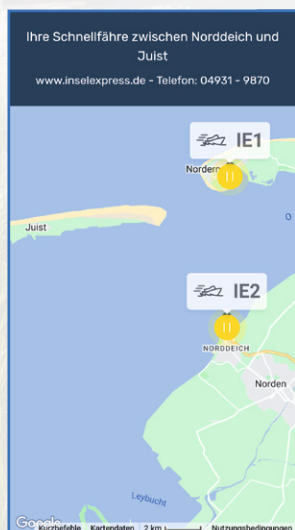 Ihre Schnellfähre zwischen Norddeich und
Juist
www.inselexpress.de - Telefon: 04931 - 9870
IE1
Nordern
Juist
O
IE2
NORDDEICH
Norden
Leybucht
Google
Kurzbefehle Kartendaten 2 km Nutzungsbedingungen